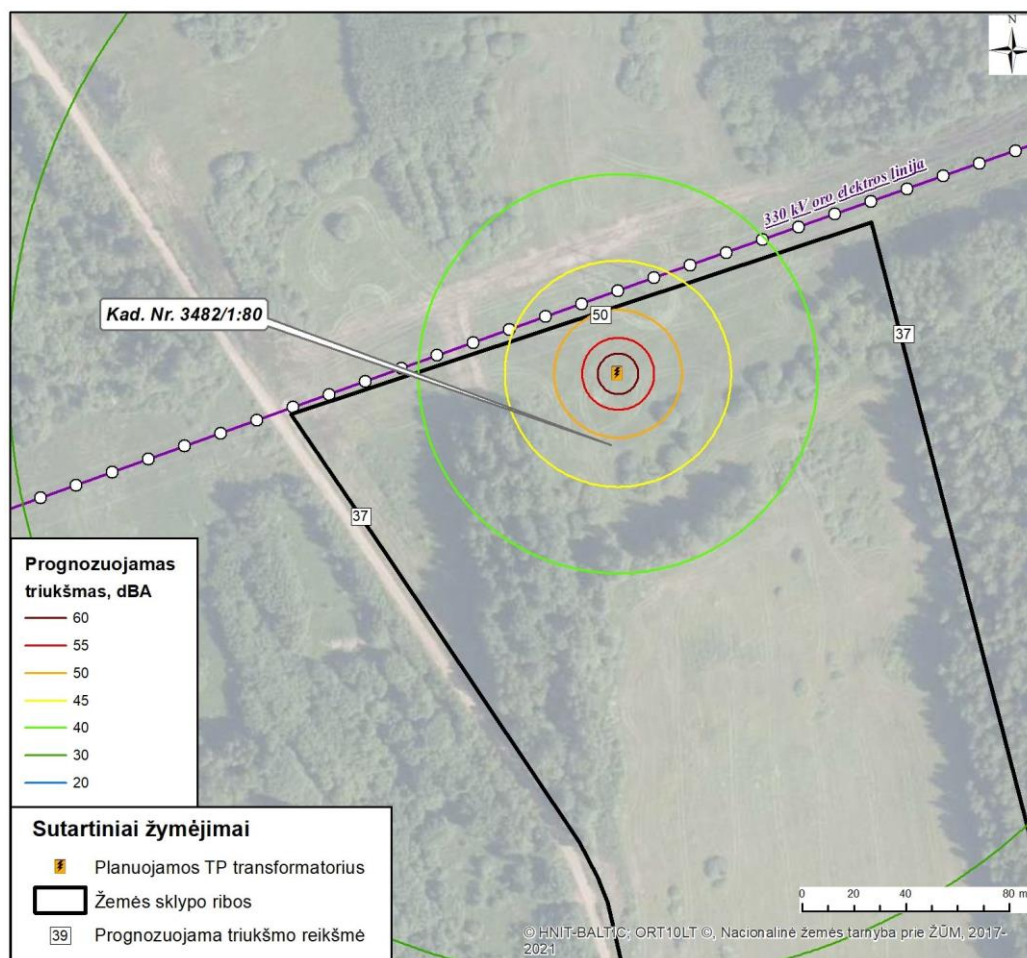 330 kV oro elektros linija
Kad. Nr. 3482/1:80
50
37
37
Prognozuojamas
triukšmas, dBA
60
55
50
45
40
30
20
Sutartiniai žymėjimai
Planuojamos TP transformatorius
Žemės sklypo ribos
39 Prognozuojama triukšmo reikšmė
0 20 40 80 m
© HNIT-BALTIC; ORT10LT ©, Nacionalinė žemės tarnyba prie ŽŪM, 2017-
2021